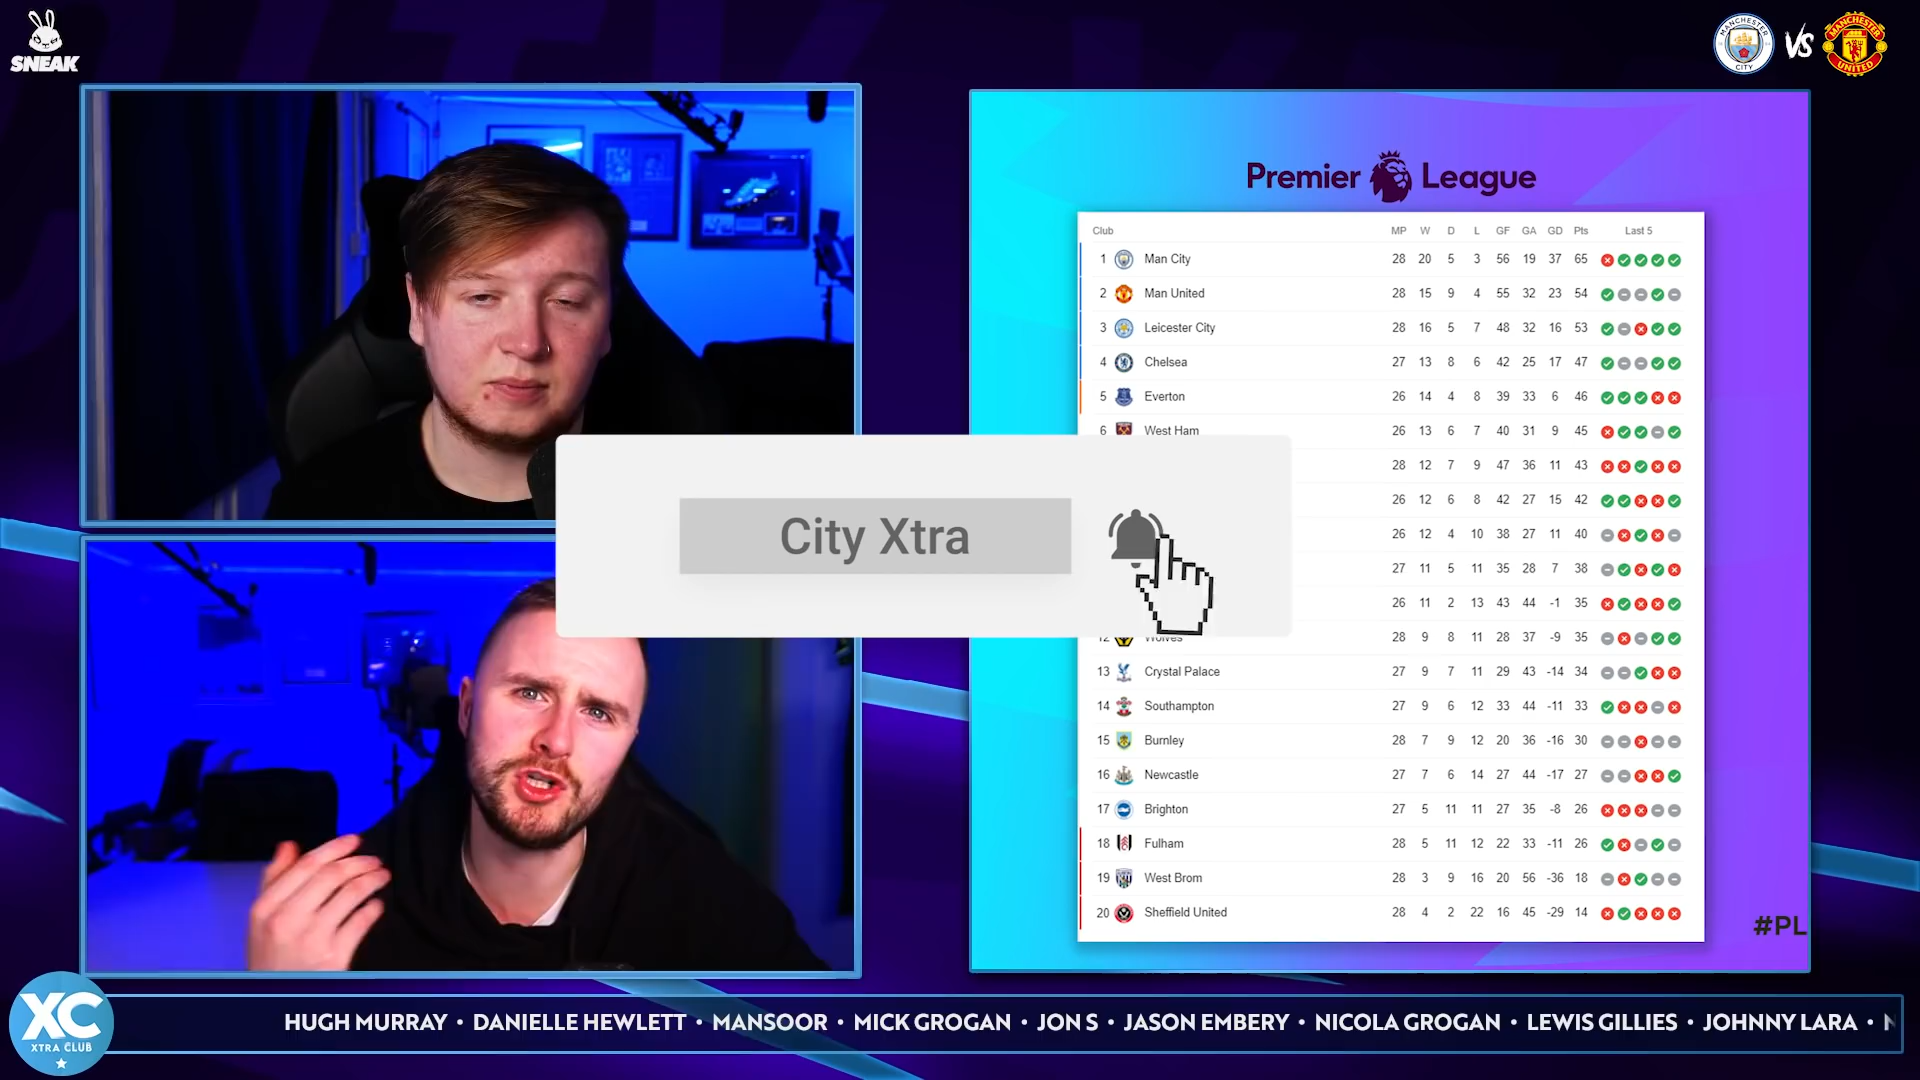 SNEAK
MANCHESTER CITY
VS
MANCHESTER UNITED
Premier League
Club MP W D L GF GA GD Pts Last 5
1 Man City 28 20 5 3 56 19 37 65
2 Man United 28 15 9 4 55 32 23 54
3 Leicester City 28 16 5 7 48 32 16 53
4 Chelsea 27 13 8 6 42 25 17 47
5 Everton 26 14 4 8 39 33 6 46
6 West Ham 26 13 6 7 40 31 9 45
28 12 7 9 47 36 11 43
26 12 6 8 42 27 15 42
26 12 4 10 38 27 11 40
27 11 5 11 35 28 7 38
26 11 2 13 43 44 -1 35
12 Wolves 28 9 8 11 28 37 -9 35
13 Crystal Palace 27 9 7 11 29 43 -14 34
14 Southampton 27 9 6 12 33 44 -11 33
15 Burnley 28 7 9 12 20 36 -16 30
16 Newcastle 27 7 6 14 27 44 -17 27
17 Brighton 27 5 11 11 27 35 -8 26
18 Fulham 28 5 11 12 22 33 -11 26
19 West Brom 28 3 9 16 20 56 -36 18
20 Sheffield United 28 4 2 22 16 45 -29 14
City Xtra
#PL
XC
XTRA CLUB
HUGH MURRAY • DANIELLE HEWLETT • MANSOOR • MICK GROGAN • JON S • JASON EMBERY • NICOLA GROGAN • LEWIS GILLIES • JOHNNY LARA •